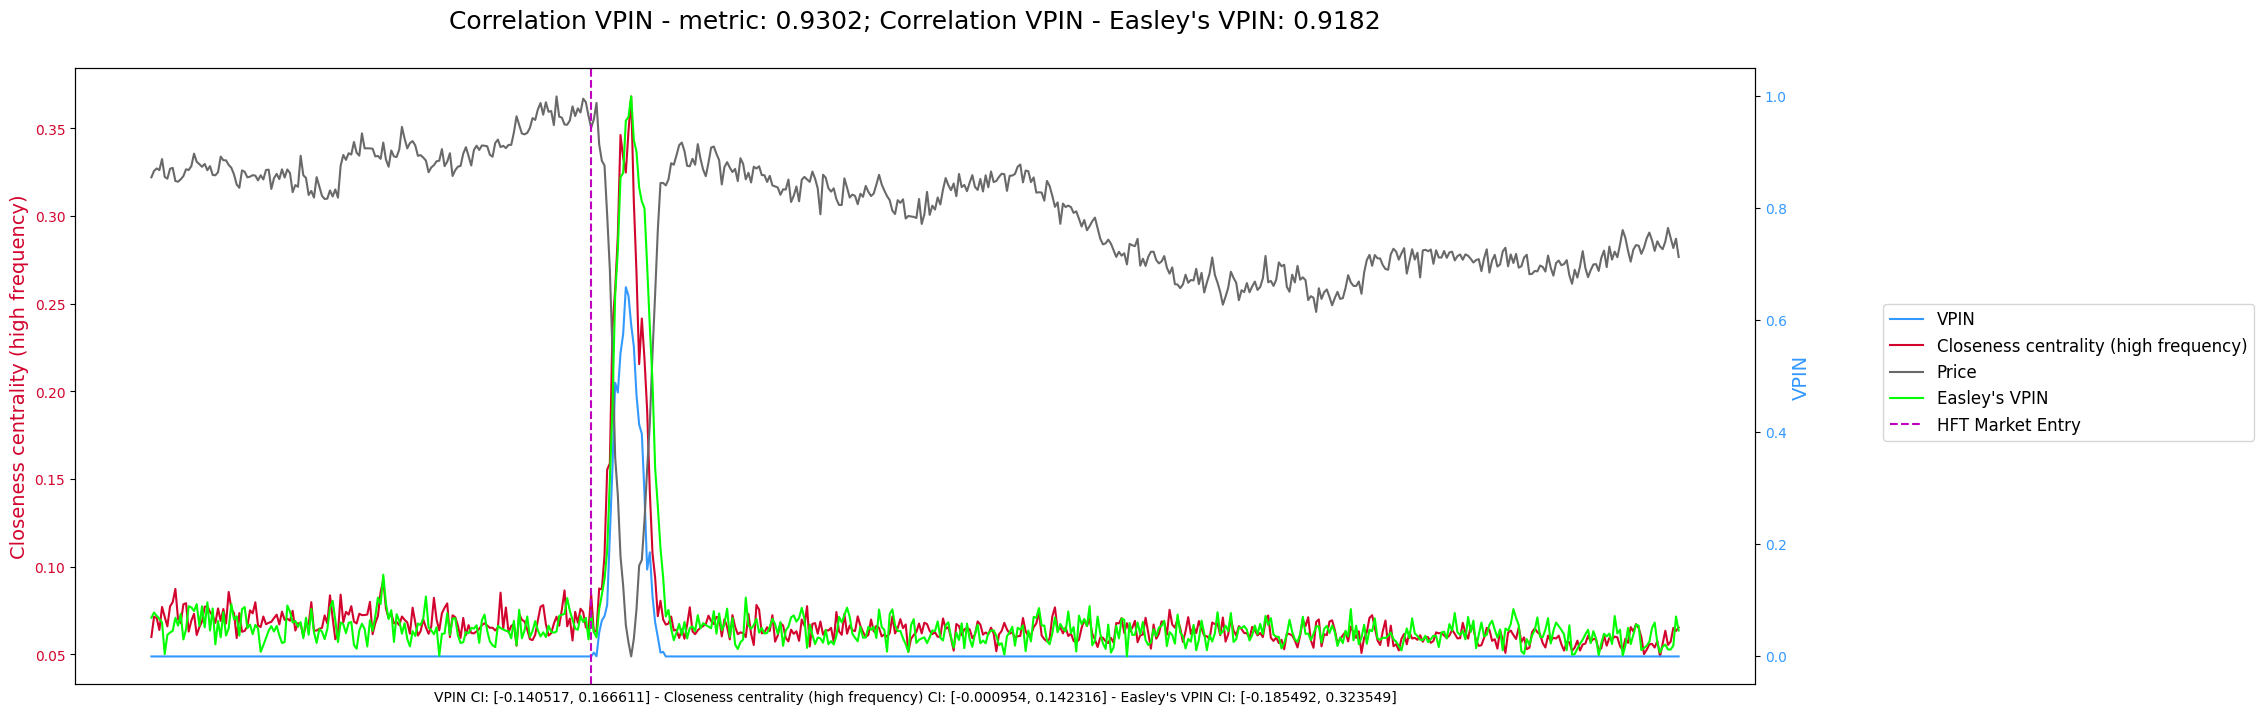 Correlation VPIN - metric: 0.9302; Correlation VPIN - Easley's VPIN: 0.9182
Closeness centrality (high frequency)
0.35
0.30
0.25
0.20
0.15
0.10
0.05
1.0
0.8
0.6
0.4
0.2
0.0
VPIN
VPIN
Closeness centrality (high frequency)
Price
Easley's VPIN
HFT Market Entry
VPIN CI: [-0.140517, 0.166611] - Closeness centrality (high frequency) CI: [-0.000954, 0.142316] - Easley's VPIN CI: [-0.185492, 0.323549]